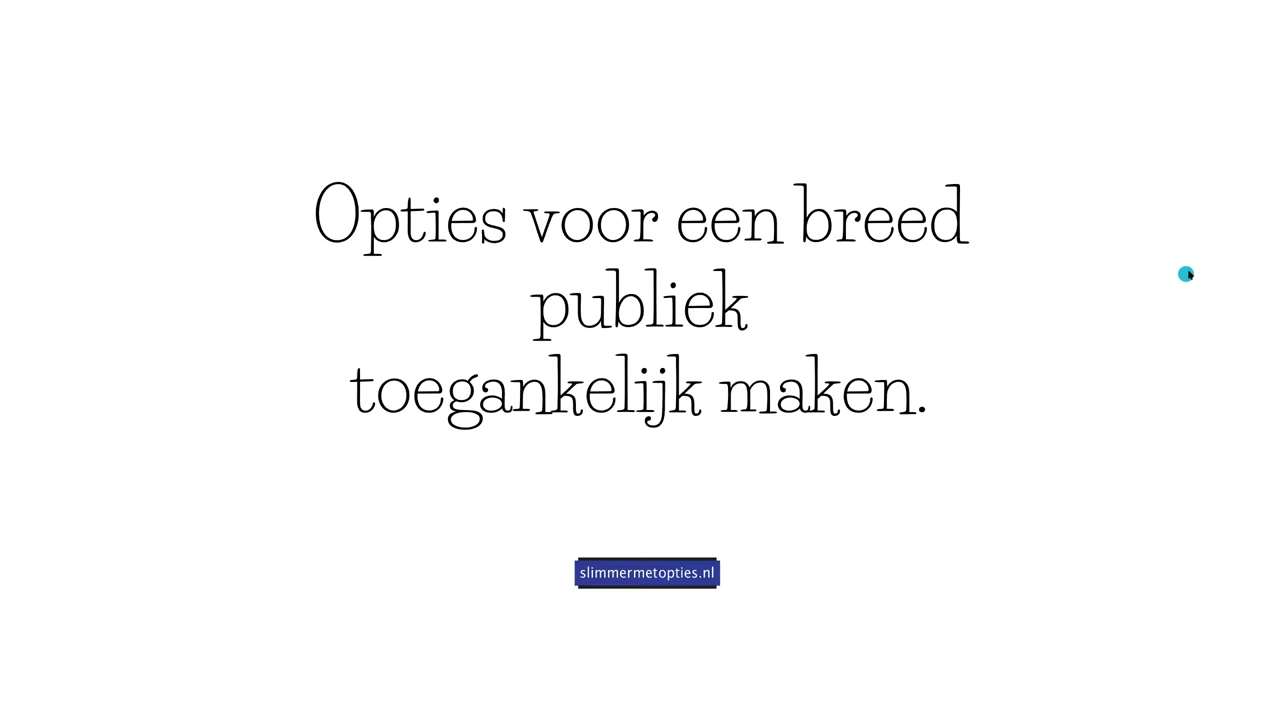 Opties voor een breed
publiek
toegankelijk maken.
slimmermetopties.nl